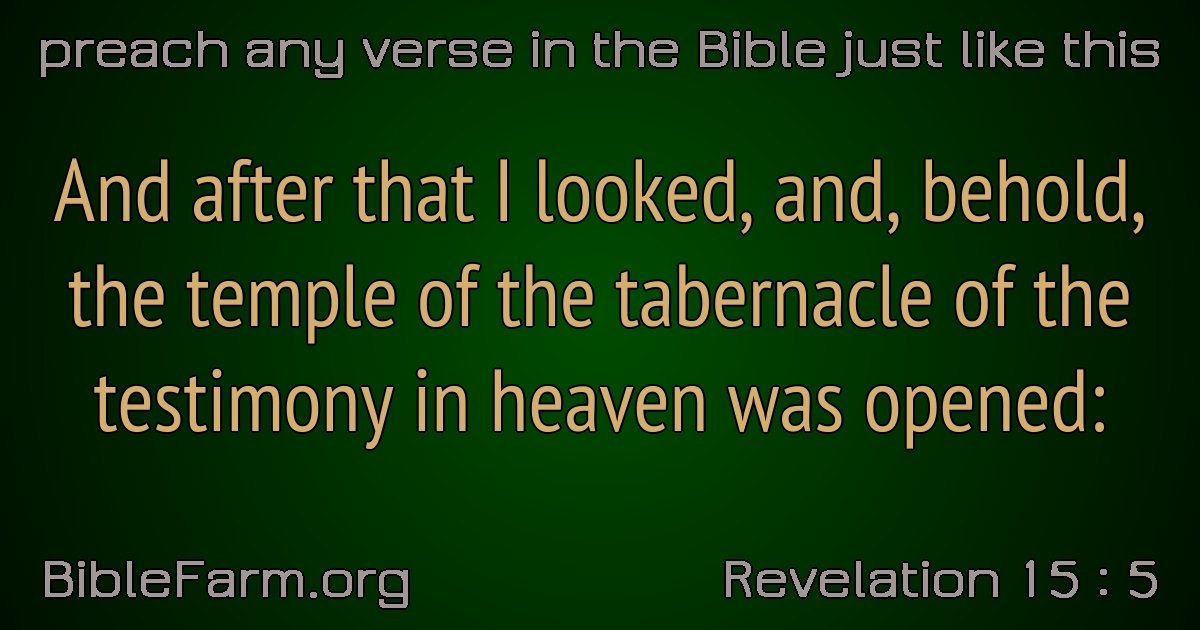 preach any verse in the Bible just like this
And after that I looked, and, behold,
the temple of the tabernacle of the
testimony in heaven was opened:
BibleFarm.org
Revelation 15 : 5